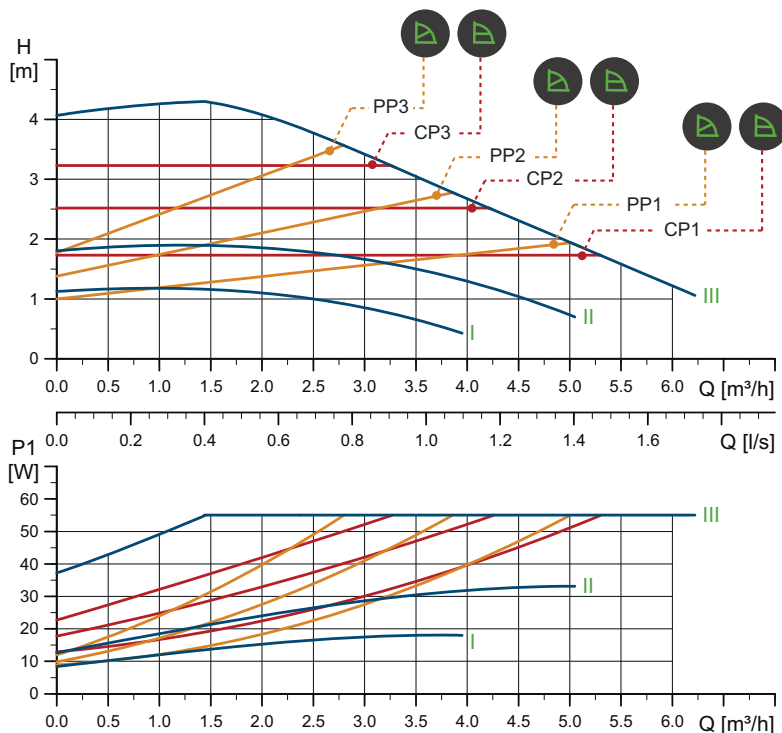 H
[m]
PP3
CP3
PP2
CP2
PP1
CP1
4
3
2
1
0
III
II
I
0.0 0.5 1.0 1.5 2.0 2.5 3.0 3.5 4.0 4.5 5.0 5.5 6.0 Q [m³/h]
0.0 0.2 0.4 0.6 0.8 1.0 1.2 1.4 1.6 Q [l/s]
P1
[W]
60
50
40
30
20
10
0
III
II
I
0.0 0.5 1.0 1.5 2.0 2.5 3.0 3.5 4.0 4.5 5.0 5.5 6.0 Q [m³/h]